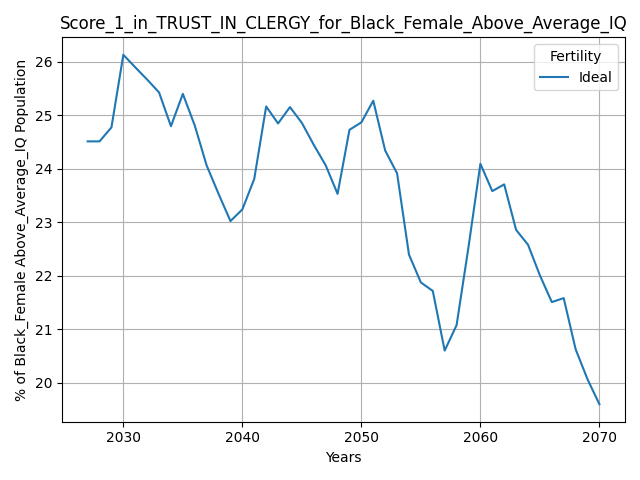 Score_1_in_TRUST_IN_CLERGY_for_Black_Female_Above_Average_IQ
Fertility
Ideal
% of Black_Female Above_Average_IQ Population
26
25
24
23
22
21
20
2030 2040 2050 2060 2070
Years